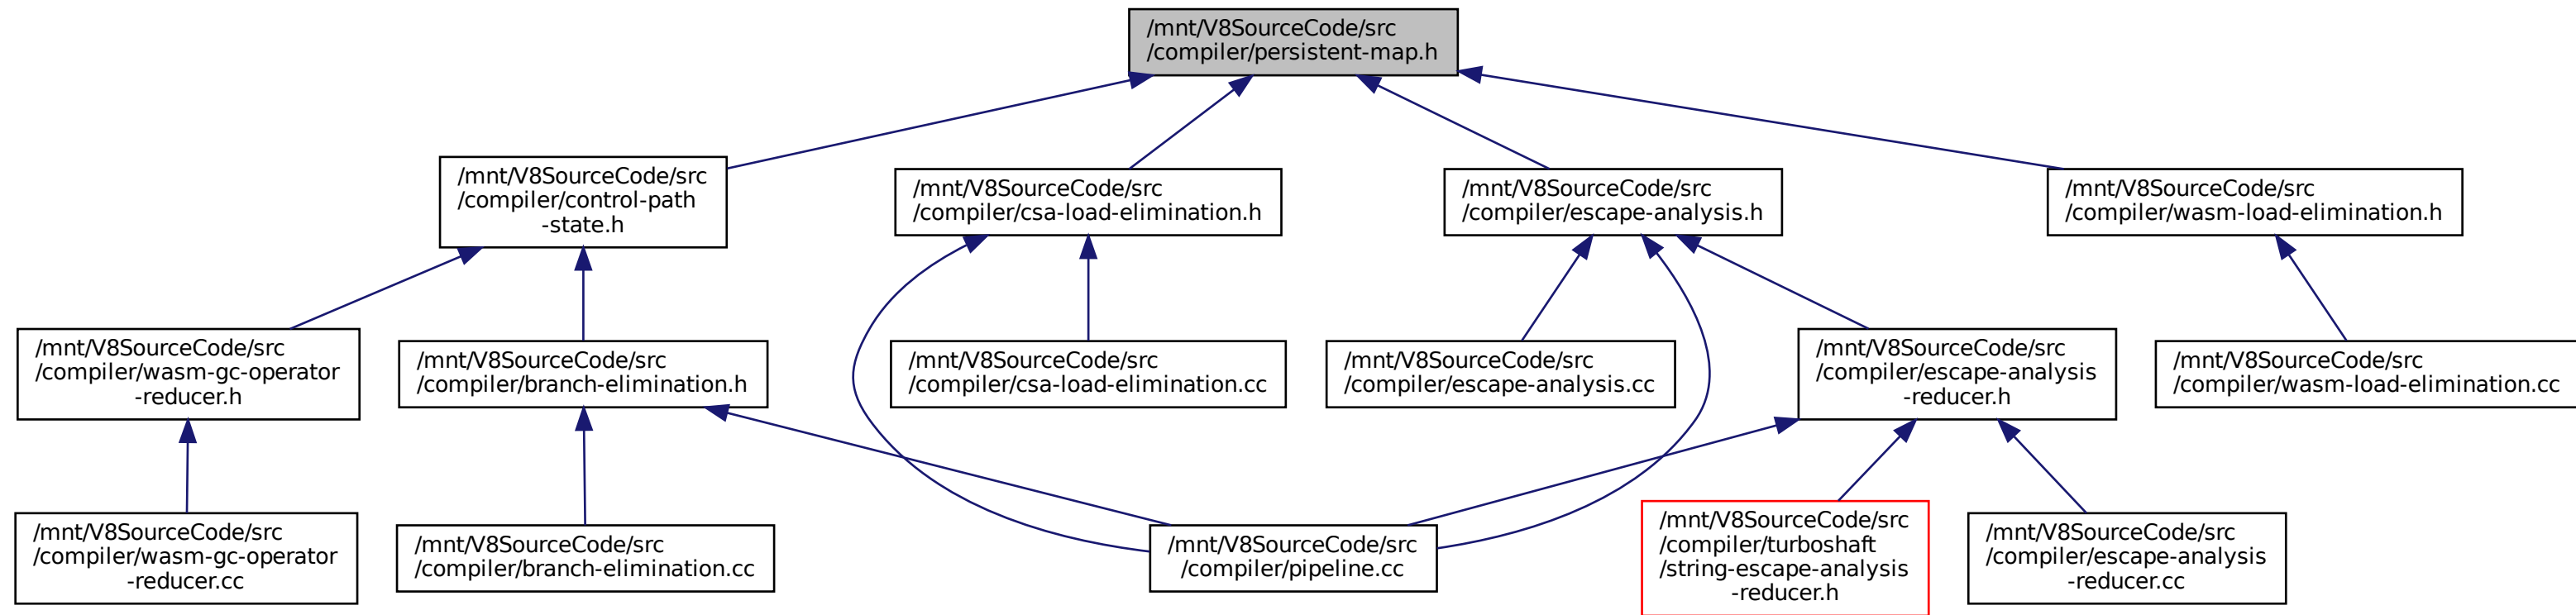 /mnt/V8SourceCode/src
/compiler/persistent-map.h
/mnt/V8SourceCode/src
/compiler/control-path
-state.h
/mnt/V8SourceCode/src
/compiler/csa-load-elimination.h
/mnt/V8SourceCode/src
/compiler/escape-analysis.h
/mnt/V8SourceCode/src
/compiler/wasm-load-elimination.h
/mnt/V8SourceCode/src
/compiler/wasm-gc-operator
-reducer.h
/mnt/V8SourceCode/src
/compiler/branch-elimination.h
/mnt/V8SourceCode/src
/compiler/csa-load-elimination.cc
/mnt/V8SourceCode/src
/compiler/escape-analysis.cc
/mnt/V8SourceCode/src
/compiler/escape-analysis
-reducer.h
/mnt/V8SourceCode/src
/compiler/wasm-load-elimination.cc
/mnt/V8SourceCode/src
/compiler/wasm-gc-operator
-reducer.cc
/mnt/V8SourceCode/src
/compiler/branch-elimination.cc
/mnt/V8SourceCode/src
/compiler/pipeline.cc
/mnt/V8SourceCode/src
/compiler/turboshaft
/string-escape-analysis
-reducer.h
/mnt/V8SourceCode/src
/compiler/escape-analysis
-reducer.cc